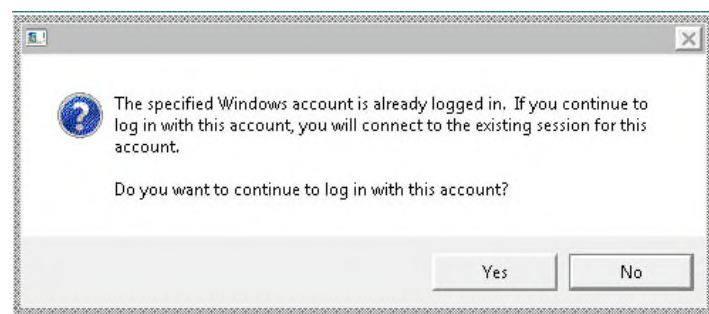 The specified Windows account is already logged in.  If you continue to
log in with this account, you will connect to the existing session for this
account.
Do you want to continue to log in with this account?
Yes
No